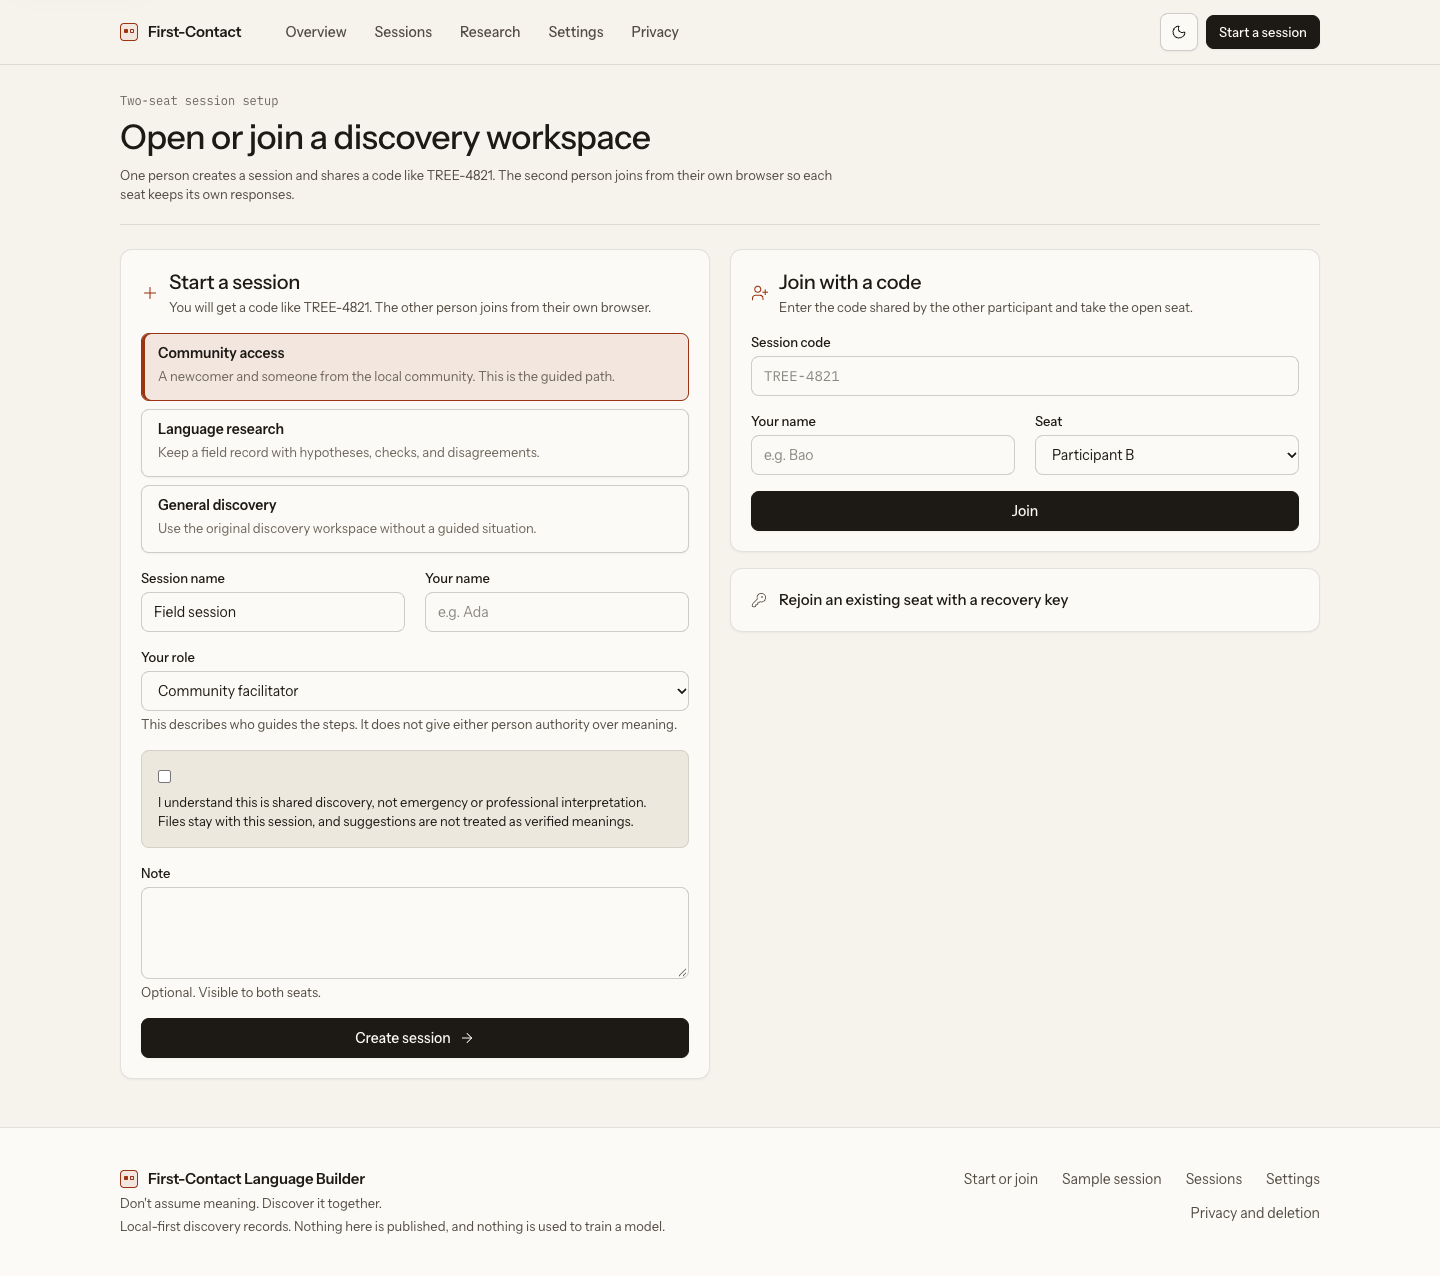 First-Contact
Overview
Sessions
Research
Settings
Privacy
Start a session
Two-seat session setup
Open or join a discovery workspace
One person creates a session and shares a code like TREE-4821. The second person joins from their own browser so each
seat keeps its own responses.
Start a session
You will get a code like TREE-4821. The other person joins from their own browser.
Community access
A newcomer and someone from the local community. This is the guided path.
Language research
Keep a field record with hypotheses, checks, and disagreements.
General discovery
Use the original discovery workspace without a guided situation.
Session name
Your name
Field session
e.g. Ada
Your role
Community facilitator
This describes who guides the steps. It does not give either person authority over meaning.
I understand this is shared discovery, not emergency or professional interpretation.
Files stay with this session, and suggestions are not treated as verified meanings.
Note
Optional. Visible to both seats.
Create session
Join with a code
Enter the code shared by the other participant and take the open seat.
Session code
TREE-4821
Your name
Seat
e.g. Bao
Participant B
Join
Rejoin an existing seat with a recovery key
First-Contact Language Builder
Don't assume meaning. Discover it together.
Local-first discovery records. Nothing here is published, and nothing is used to train a model.
Start or join
Sample session
Sessions
Settings
Privacy and deletion